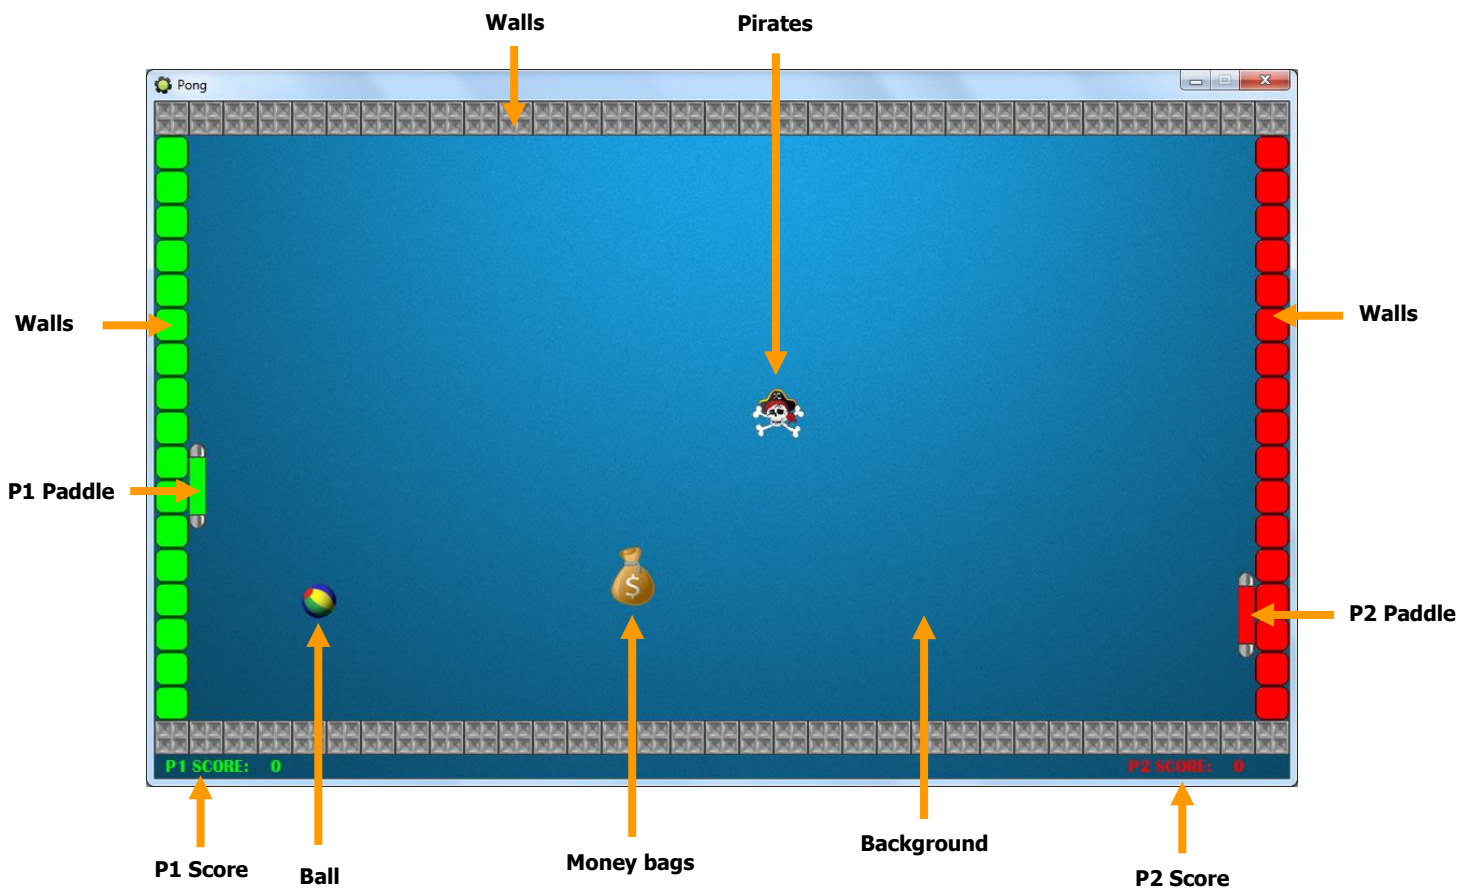 Walls
Pirates
Pong
Walls
Walls
P1 Paddle
$
P2 Paddle
P1 SCORE: 0
P2 SCORE: 0
Background
Money bags
P1 Score
Ball
P2 Score